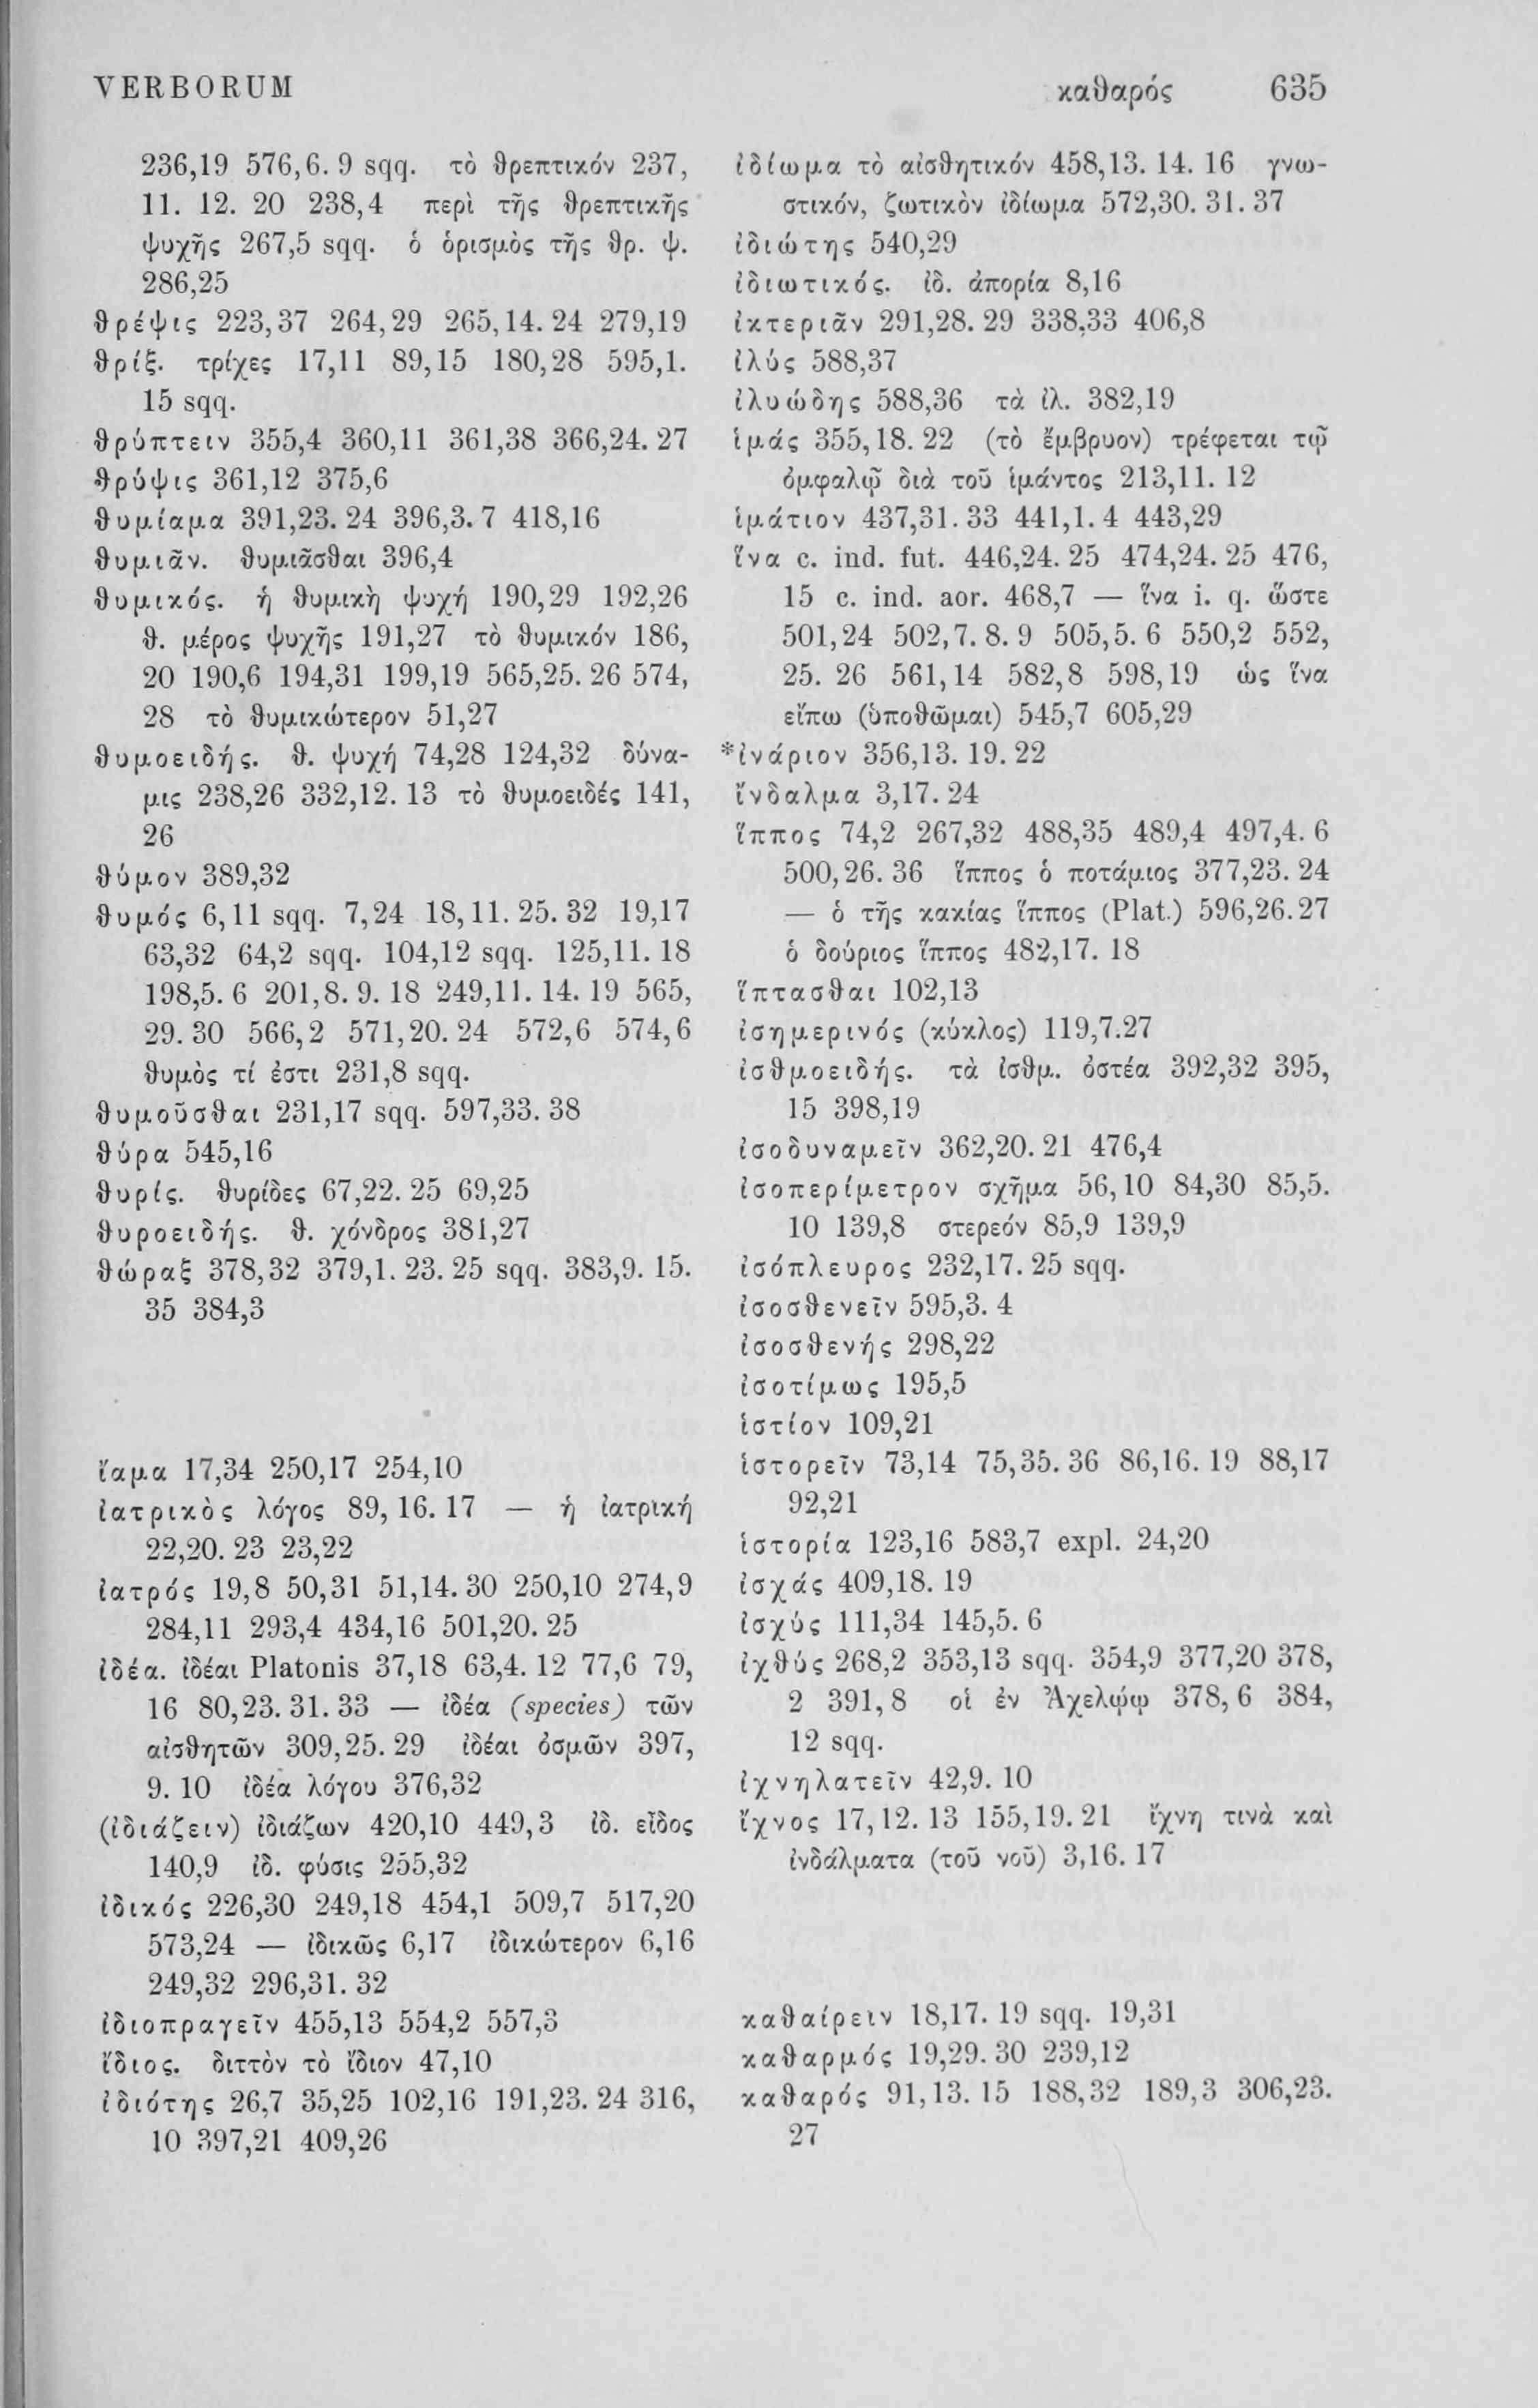 VERBORUM
καθαρός 635
236,19 576,6. 9 sqq. τὸ θρεπτικόν 237,
11. 12. 20 238,4 περὶ τῆς θρεπτικῆς
ψυχῆς 267,5 sqq. ὁ ὁρισμὸς τῆς θρ. ψ.
286,25
θρέψις 223,37 264,29 265,14. 24 279,19
θρίξ. τρίχες 17,11 89,15 180,28 595,1.
15 sqq.
θρύπτειν 355,4 360,11 361,38 366,24. 27
θρύψις 361,12 375,6
θυμίαμα 391,23. 24 396,3. 7 418,16
θυμιᾶν. θυμιᾶσθαι 396,4
θυμικός. ἡ θυμικὴ ψυχή 190,29 192,26
θ. μέρος ψυχῆς 191,27 τὸ θυμικόν 186,
20 190,6 194,31 199,19 565,25. 26 574,
28 τὸ θυμικώτερον 51,27
θυμοειδής. θ. ψυχή 74,28 124,32 δύνα-
μις 238,26 332,12. 13 τὸ θυμοειδές 141,
26
θύμον 389,32
θυμός 6,11 sqq. 7,24 18,11. 25. 32 19,17
63,32 64,2 sqq. 104,12 sqq. 125,11. 18
198,5. 6 201,8. 9. 18 249,11. 14. 19 565,
29. 30 566,2 571,20. 24 572,6 574,6
θυμὸς τί ἐστι 231,8 sqq.
θυμοῦσθαι 231,17 sqq. 597,33. 38
θύρα 545,16
θυρίς. θυρίδες 67,22. 25 69,25
θυροειδής. θ. χόνδρος 381,27
θώραξ 378,32 379,1. 23. 25 sqq. 383,9. 15.
35 384,3
ἴαμα 17,34 250,17 254,10
ἰατρικὸς λόγος 89,16. 17 — ἡ ἰατρική
22,20. 23 23,22
ἰατρός 19,8 50,31 51,14. 30 250,10 274,9
284,11 293,4 434,16 501,20. 25
ἰδέα. ἰδέαι Platonis 37,18 63,4. 12 77,6 79,
16 80,23. 31. 33 — ἰδέα (species) τῶν
αἰσθητῶν 309,25. 29 ἰδέαι ὀσμῶν 397,
9. 10 ἰδέα λόγου 376,32
(ἰδιάζειν) ἰδιάζων 420,10 449,3 ἰδ. εἶδος
140,9 ἰδ. φύσις 255,32
ἰδικός 226,30 249,18 454,1 509,7 517,20
573,24 — ἰδικῶς 6,17 ἰδικώτερον 6,16
249,32 296,31. 32
ἰδιοπραγεῖν 455,13 554,2 557,3
ἴδιος. διττὸν τὸ ἴδιον 47,10
ἰδιότης 26,7 35,25 102,16 191,23. 24 316,
10 397,21 409,26
ἰδίωμα τὸ αἰσθητικόν 458,13. 14. 16 γνω-
στικόν, ζωτικὸν ἰδίωμα 572,30. 31. 37
ἰδιώτης 540,29
ἰδιωτικός. ἰδ. ἀπορία 8,16
ἰκτεριᾶν 291,28. 29 338,33 406,8
ἰλύς 588,37
ἰλυώδης 588,36 τὰ ἰλ. 382,19
ἱμάς 355,18. 22 (τὸ ἔμβρυον) τρέφεται τῷ
ὀμφαλῷ διὰ τοῦ ἱμάντος 213,11. 12
ἱμάτιον 437,31. 33 441,1. 4 443,29
ἵνα c. ind. fut. 446,24. 25 474,24. 25 476,
15 c. ind. aor. 468,7 — ἵνα i. q. ὥστε
501,24 502,7. 8. 9 505,5. 6 550,2 552,
25. 26 561,14 582,8 598,19 ὡς ἵνα
εἴπω (ὑποθῶμαι) 545,7 605,29
*ἰνάριον 356,13. 19. 22
ἴνδαλμα 3,17. 24
ἵππος 74,2 267,32 488,35 489,4 497,4. 6
500,26. 36 ἵππος ὁ ποτάμιος 377,23. 24
— ὁ τῆς κακίας ἵππος (Plat.) 596,26. 27
ὁ δούριος ἵππος 482,17. 18
ἵπτασθαι 102,13
ἰσημερινός (κύκλος) 119,7.27
ἰσθμοειδής. τὰ ἰσθμ. ὀστέα 392,32 395,
15 398,19
ἰσοδυναμεῖν 362,20. 21 476,4
ἰσοπερίμετρον σχῆμα 56,10 84,30 85,5.
10 139,8 στερεόν 85,9 139,9
ἰσόπλευρος 232,17. 25 sqq.
ἰσοσθενεῖν 595,3. 4
ἰσοσθενής 298,22
ἰσοτίμως 195,5
ἱστίον 109,21
ἱστορεῖν 73,14 75,35. 36 86,16. 19 88,17
92,21
ἱστορία 123,16 583,7 expl. 24,20
ἰσχάς 409,18. 19
ἰσχύς 111,34 145,5. 6
ἰχθύς 268,2 353,13 sqq. 354,9 377,20 378,
2 391,8 οἱ ἐν Ἀχελῴῳ 378,6 384,
12 sqq.
ἰχνηλατεῖν 42,9. 10
ἴχνος 17,12. 13 155,19. 21 ἴχνη τινὰ καὶ
ἰνδάλματα (τοῦ νοῦ) 3,16. 17
καθαίρειν 18,17. 19 sqq. 19,31
καθαρμός 19,29. 30 239,12
καθαρός 91,13. 15 188,32 189,3 306,23.
27